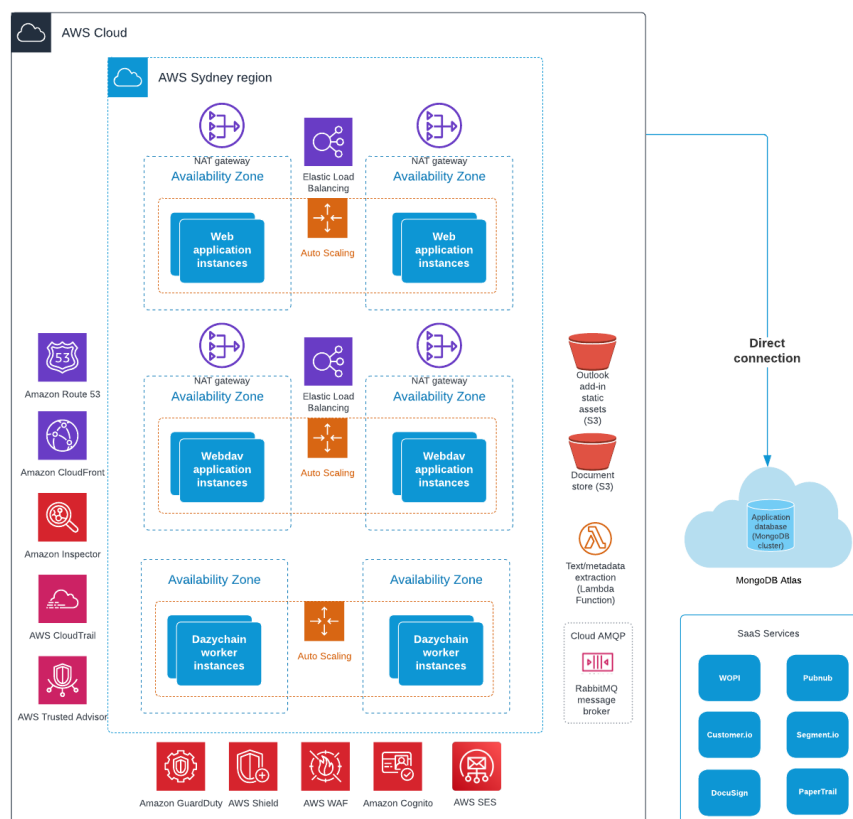 AWS Cloud
AWS Sydney region
NAT gateway
Elastic Load
Balancing
NAT gateway
Availability Zone
Availability Zone
Web
application
instances
Auto Scaling
Web
application
instances
NAT gateway
Elastic Load
Balancing
NAT gateway
Availability Zone
Availability Zone
Webdav
application
instances
Auto Scaling
Webdav
application
instances
Availability Zone
Availability Zone
Dazychain
worker
instances
Auto Scaling
Dazychain
worker
instances
53
Amazon Route 53
Amazon CloudFront
Amazon Inspector
AWS CloudTrail
AWS Trusted Advisor
Amazon GuardDuty
AWS Shield
AWS WAF
Amazon Cognito
AWS SES
Outlook
add-in
static
assets
(S3)
Document
store (S3)
Text/metadata
extraction
(Lambda
Function)
Cloud AMQP
RabbitMQ
message
broker
Direct
connection
Application
database
(MongoDB
cluster)
MongoDB Atlas
SaaS Services
WOPI
Pubnub
Customer.io
Segment.io
DocuSign
PaperTrail